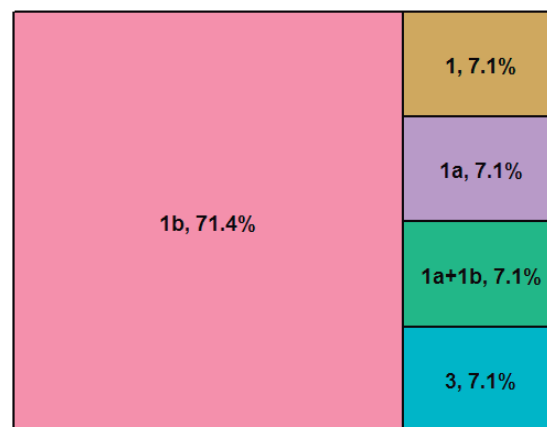 1, 7.1%
1a, 7.1%
1b, 71.4%
1a+1b, 7.1%
3, 7.1%